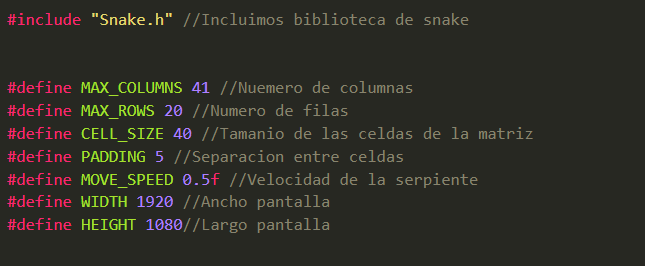 #include "Snake.h" //Incluimos biblioteca de snake
#define MAX_COLUMNS 41 //Nuemero de columnas
#define MAX_ROWS 20 //Numero de filas
#define CELL_SIZE 40 //Tamanio de las celdas de la matriz
#define PADDING 5 //Separacion entre celdas
#define MOVE_SPEED 0.5f //Velocidad de la serpiente
#define WIDTH 1920 //Ancho pantalla
#define HEIGHT 1080//Largo pantalla